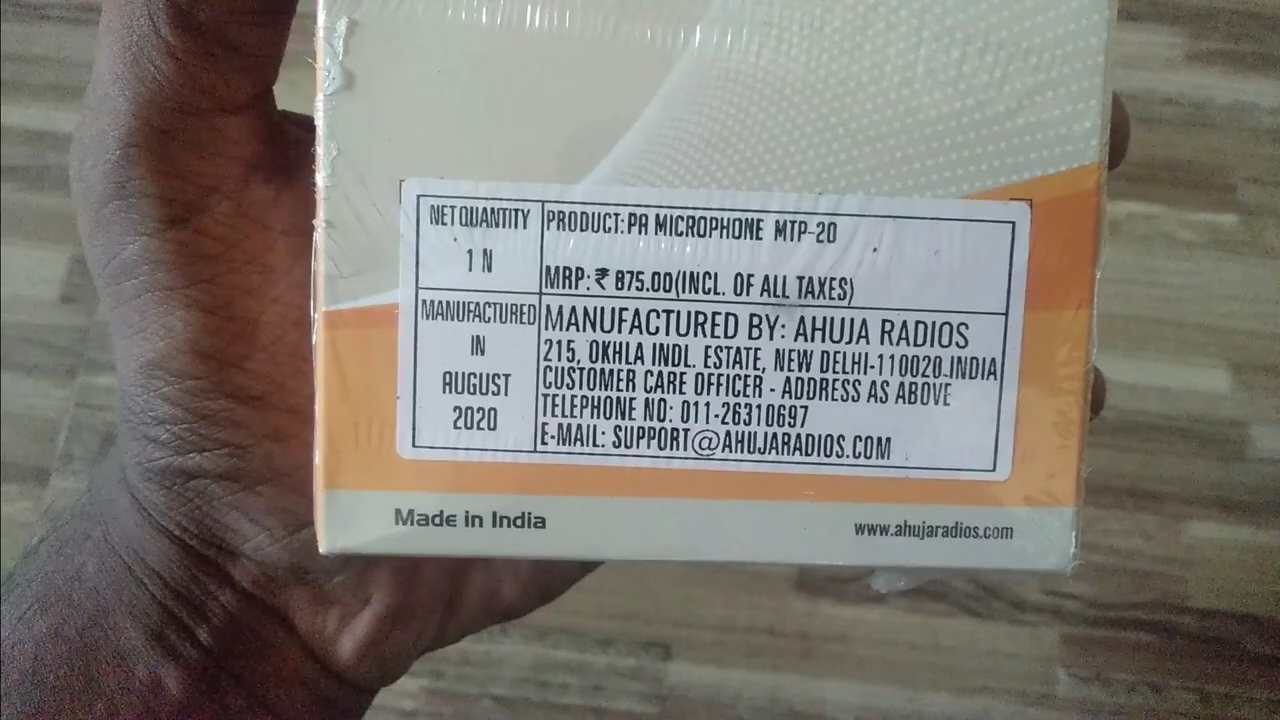 NET QUANTITY
1 N
PRODUCT: PA MICROPHONE MTP-20
MRP: ₹ 875.00(INCL. OF ALL TAXES)
MANUFACTURED
IN
AUGUST
2020
MANUFACTURED BY: AHUJA RADIOS
215, OKHLA INDL. ESTATE, NEW DELHI-110020.INDIA
CUSTOMER CARE OFFICER - ADDRESS AS ABOVE
TELEPHONE NO: 011-26310697
E-MAIL: SUPPORT@AHUJARADIOS.COM
Made in India
www.ahujaradios.com